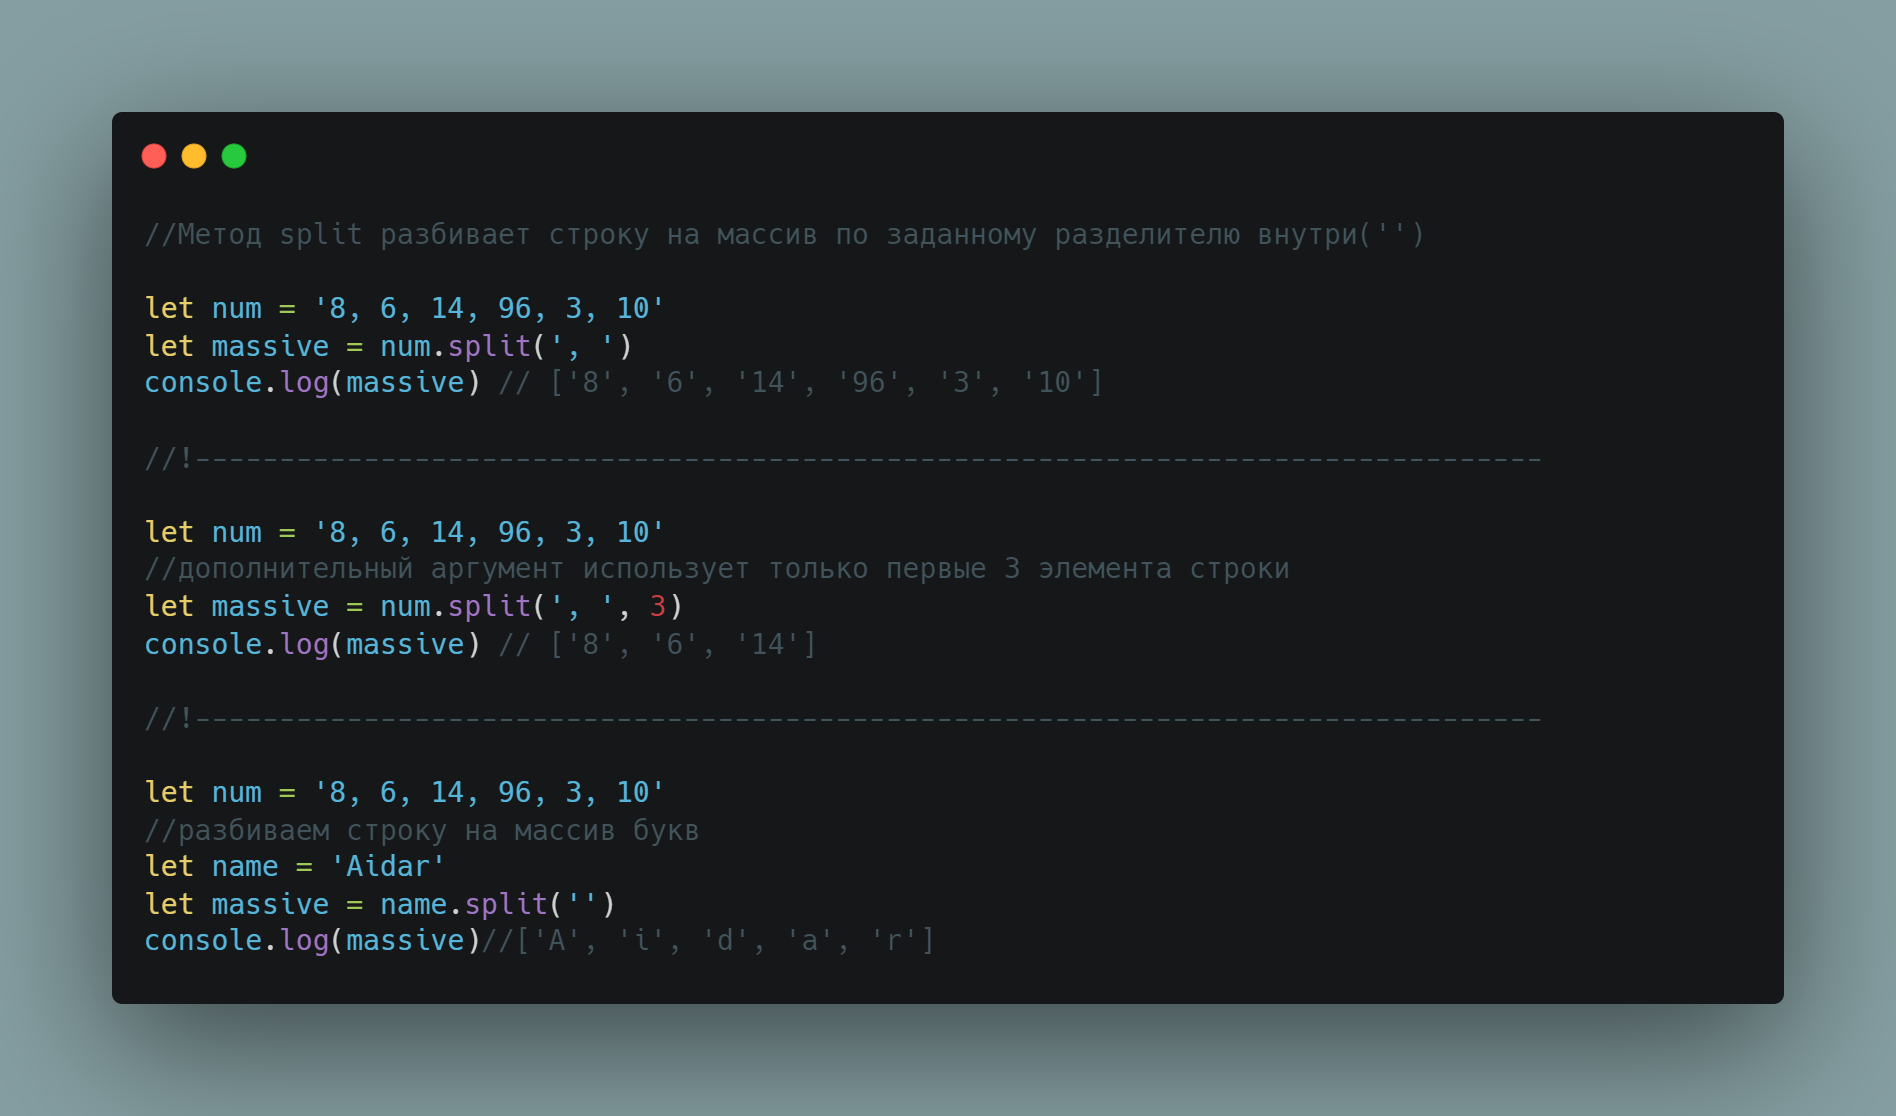 //Метод split разбивает строку на массив по заданному разделителю внутри('')
let num = '8, 6, 14, 96, 3, 10'
let massive = num.split(', ')
console.log(massive) // ['8', '6', '14', '96', '3', '10']
//!--------------------------------------------------------------------------------
let num = '8, 6, 14, 96, 3, 10'
//дополнительный аргумент использует только первые 3 элемента строки
let massive = num.split(', ', 3)
console.log(massive) // ['8', '6', '14']
//!--------------------------------------------------------------------------------
let num = '8, 6, 14, 96, 3, 10'
//разбиваем строку на массив букв
let name = 'Aidar'
let massive = name.split('')
console.log(massive)//['A', 'i', 'd', 'a', 'r']